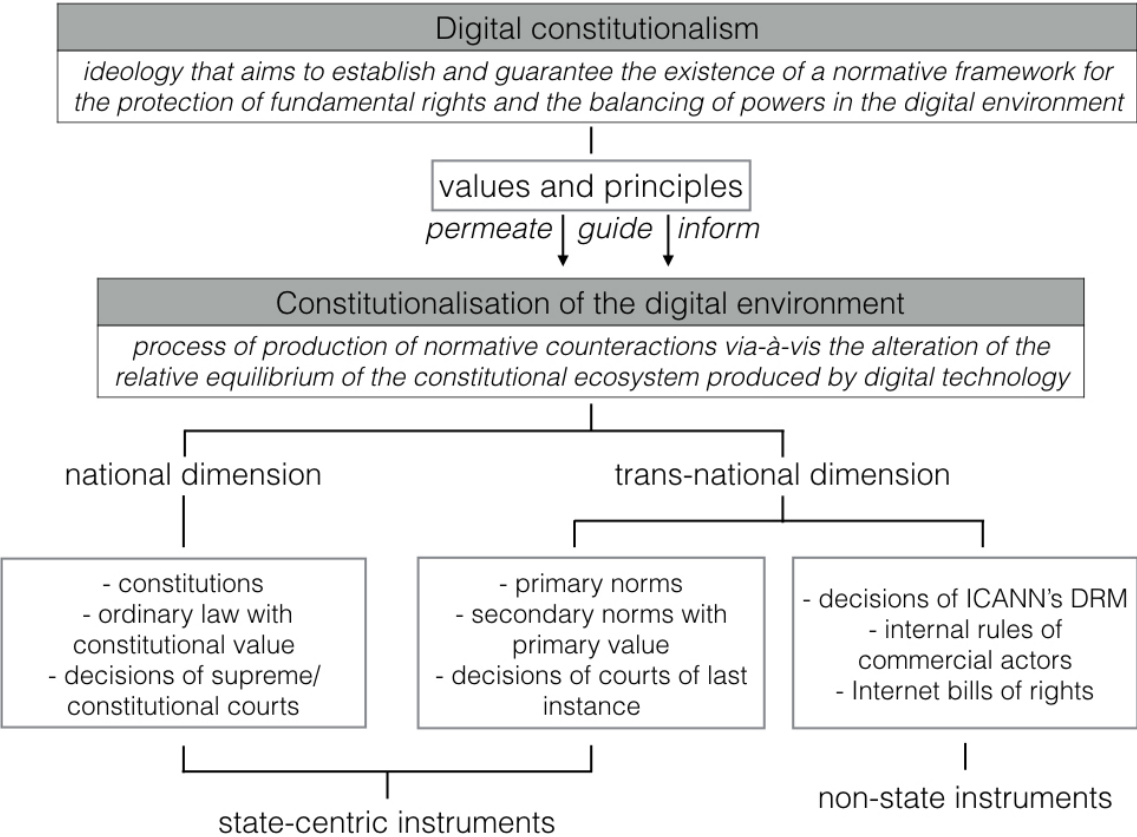 Digital constitutionalism
ideology that aims to establish and guarantee the existence of a normative framework for
the protection of fundamental rights and the balancing of powers in the digital environment
values and principles
permeate guide inform
Constitutionalisation of the digital environment
process of production of normative counteractions via-à-vis the alteration of the
relative equilibrium of the constitutional ecosystem produced by digital technology
national dimension
trans-national dimension
- constitutions
- ordinary law with
constitutional value
- decisions of supreme/
constitutional courts
- primary norms
- secondary norms with
primary value
- decisions of courts of last
instance
- decisions of ICANN's DRM
- internal rules of
commercial actors
- Internet bills of rights
state-centric instruments
non-state instruments